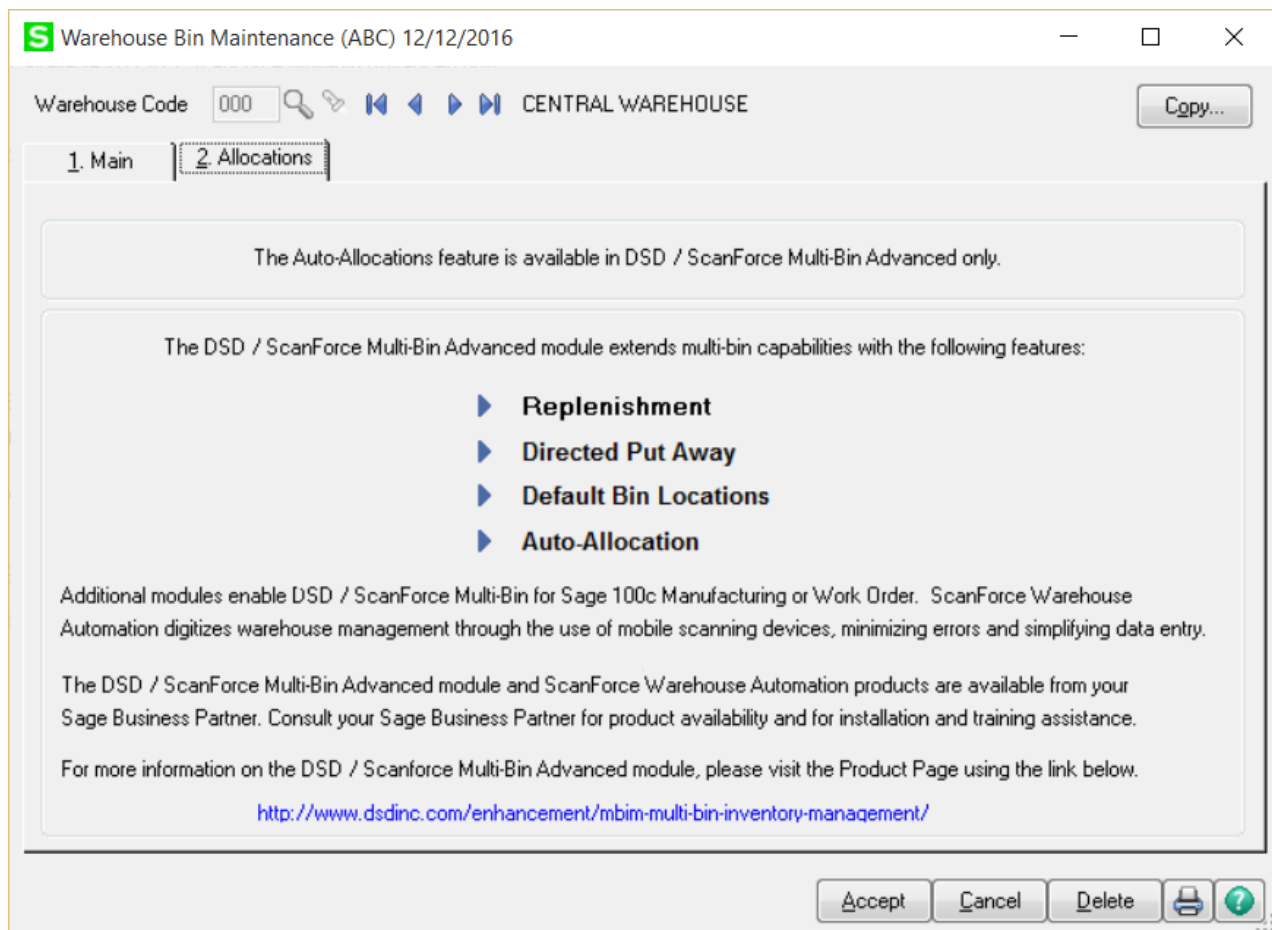 S Warehouse Bin Maintenance (ABC) 12/12/2016
Warehouse Code 000 CENTRAL WAREHOUSE Copy...
1. Main 2. Allocations
The Auto-Allocations feature is available in DSD / ScanForce Multi-Bin Advanced only.
The DSD / ScanForce Multi-Bin Advanced module extends multi-bin capabilities with the following features:
Replenishment
Directed Put Away
Default Bin Locations
Auto-Allocation
Additional modules enable DSD / ScanForce Multi-Bin for Sage 100c Manufacturing or Work Order. ScanForce Warehouse
Automation digitizes warehouse management through the use of mobile scanning devices, minimizing errors and simplifying data entry.
The DSD / ScanForce Multi-Bin Advanced module and ScanForce Warehouse Automation products are available from your
Sage Business Partner. Consult your Sage Business Partner for product availability and for installation and training assistance.
For more information on the DSD / Scanforce Multi-Bin Advanced module, please visit the Product Page using the link below.
http://www.dsdinc.com/enhancement/mbim-multi-bin-inventory-management/
Accept Cancel Delete ?